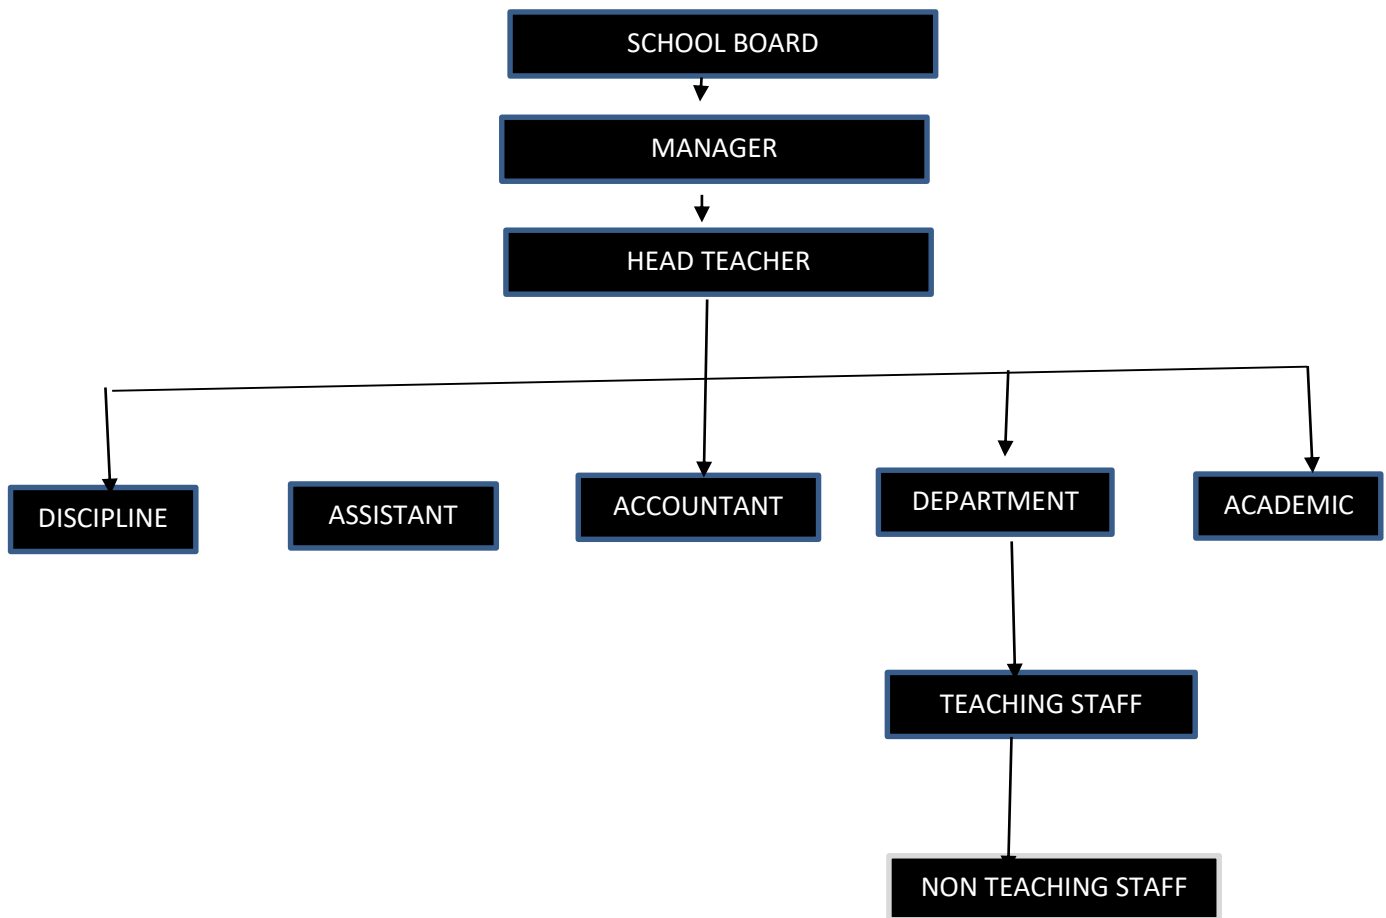 SCHOOL BOARD
MANAGER
HEAD TEACHER
DISCIPLINE
ASSISTANT
ACCOUNTANT
DEPARTMENT
ACADEMIC
TEACHING STAFF
NON TEACHING STAFF